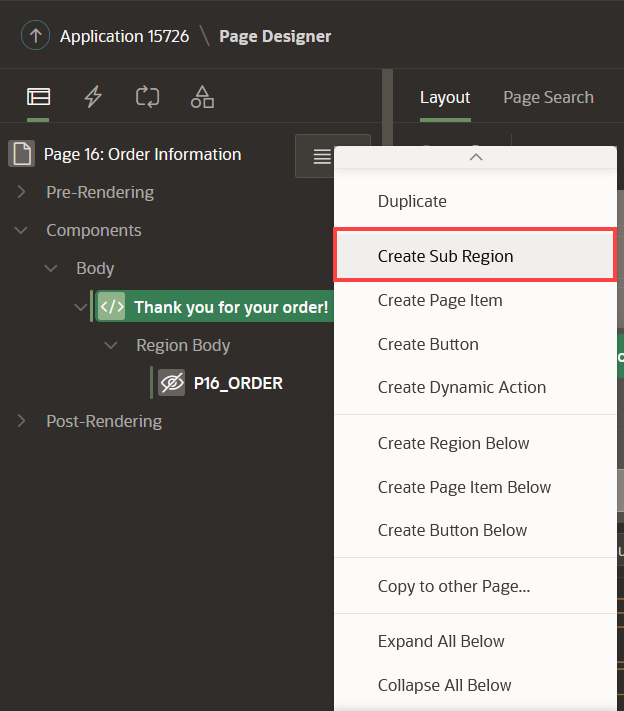 Application 15726 \ Page Designer
Layout Page Search
Page 16: Order Information
Pre-Rendering
Components
Body
</> Thank you for your order!
Region Body
P16_ORDER
Post-Rendering
Duplicate
Create Sub Region
Create Page Item
Create Button
Create Dynamic Action
Create Region Below
Create Page Item Below
Create Button Below
Copy to other Page...
Expand All Below
Collapse All Below